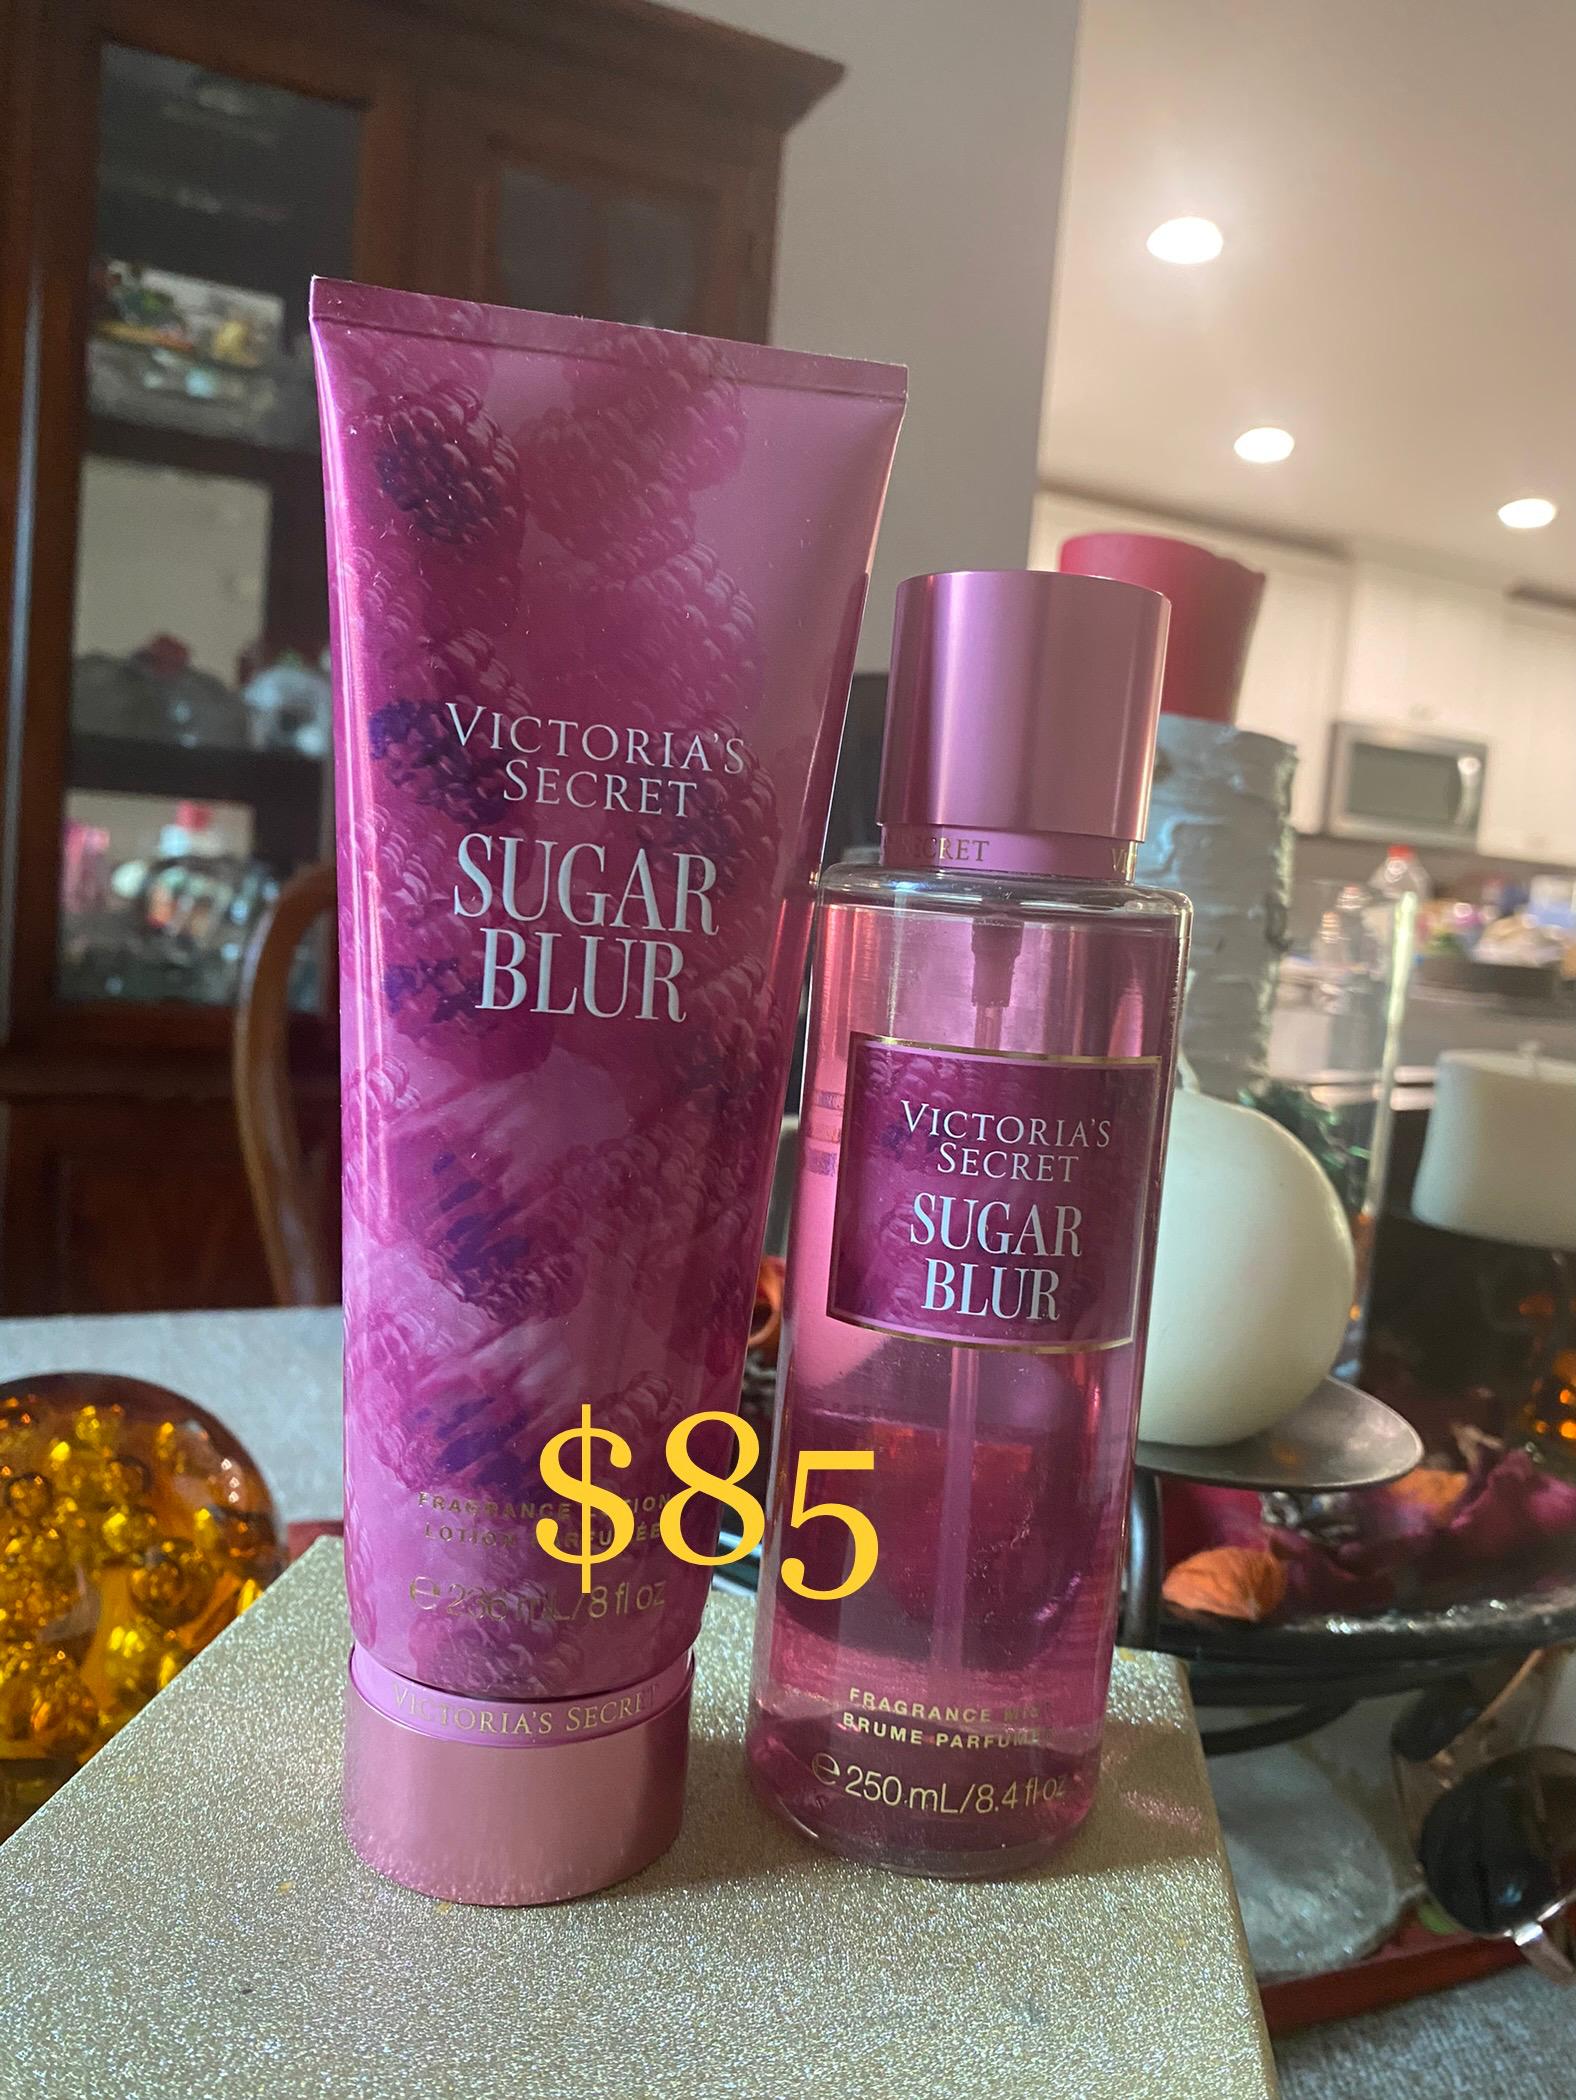 VICTORIA'S
SECRET
SUGAR
BLUR
FRAGRANCE LOTION
LOTION PARFUMÉE
e 236 mL/8 fl oz
VICTORIA'S SECRET
SECRET
VI
VICTORIA'S
SECRET
SUGAR
BLUR
FRAGRANCE MIST
BRUME PARFUMÉE
e 250 mL/8.4 fl oz
$85